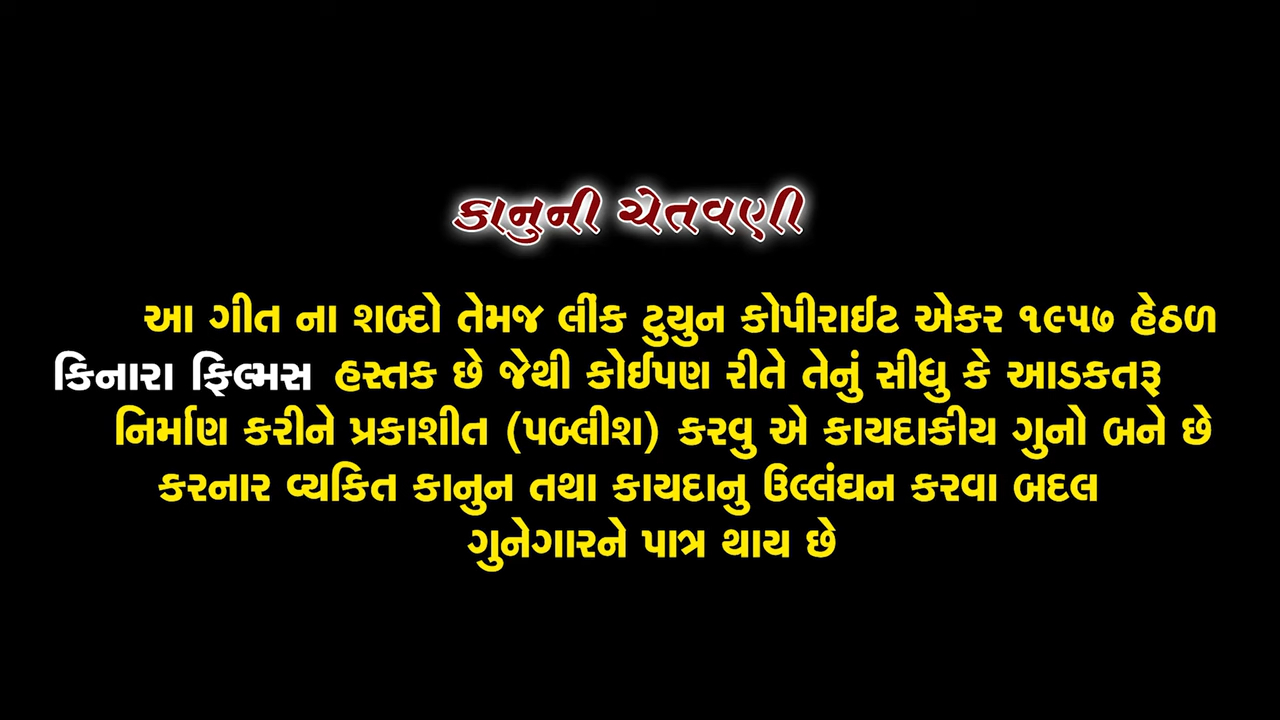 કાનુની ચેતવણી
આ ગીત ના શબ્દો તેમજ લીંક ટુયુન કોપીરાઈટ એકર ૧૯૫૭ હેઠળ
કિનારા ફિલ્મસ હસ્તક છે જેથી કોઈપણ રીતે તેનું સીધુ કે આડકતરૂ
નિર્માણ કરીને પ્રકાશીત (પબ્લીશ) કરવુ એ કાયદાકીય ગુનો બને છે
કરનાર વ્યકિત કાનુન તથા કાયદાનુ ઉલ્લંઘન કરવા બદલ
ગુનેગારને પાત્ર થાય છે